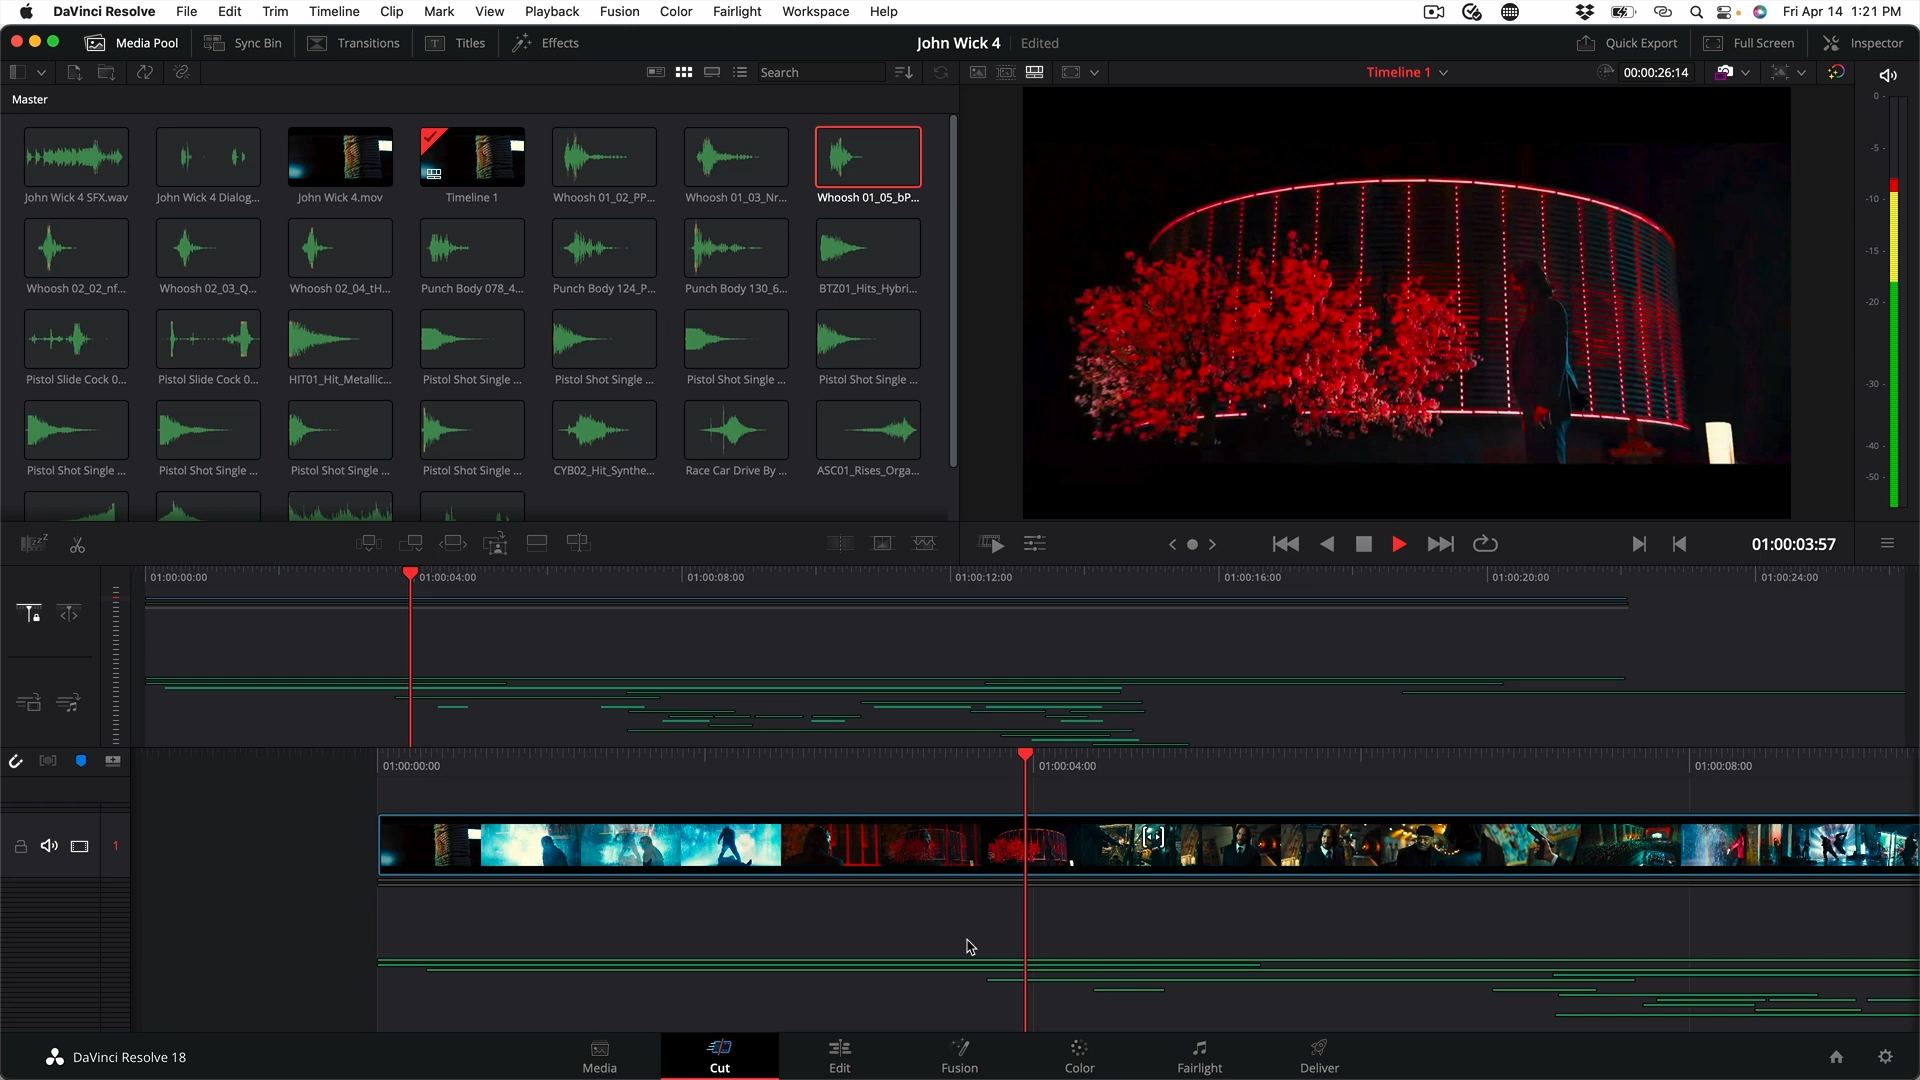 DaVinci Resolve File Edit Trim Timeline Clip Mark View Playback Fusion Color Fairlight Workspace Help Fri Apr 14 1:21 PM
Media Pool Sync Bin Transitions Titles Effects John Wick 4 Edited Quick Export Full Screen Inspector
Search Timeline 1 00:00:26:14
Master
John Wick 4 SFX.wav John Wick 4 Dialog... John Wick 4.mov Timeline 1 Whoosh 01_02_PP... Whoosh 01_03_Nr... Whoosh 01_05_bP...
Whoosh 02_02_nf... Whoosh 02_03_Q... Whoosh 02_04_tH... Punch Body 078_4... Punch Body 124_P... Punch Body 130_6... BTZ01_Hits_Hybri...
Pistol Slide Cock 0... Pistol Slide Cock 0... HIT01_Hit_Metallic... Pistol Shot Single ... Pistol Shot Single ... Pistol Shot Single ... Pistol Shot Single ...
Pistol Shot Single ... Pistol Shot Single ... Pistol Shot Single ... Pistol Shot Single ... CYB02_Hit_Synthe... Race Car Drive By ... ASC01_Rises_Orga...
0
-5
-10
-15
-20
-30
-40
-50
01:00:03:57
01:00:00:00 01:00:04:00 01:00:08:00 01:00:12:00 01:00:16:00 01:00:20:00 01:00:24:00
01:00:00:00 01:00:04:00 01:00:08:00
1
DaVinci Resolve 18 Media Cut Edit Fusion Color Fairlight Deliver